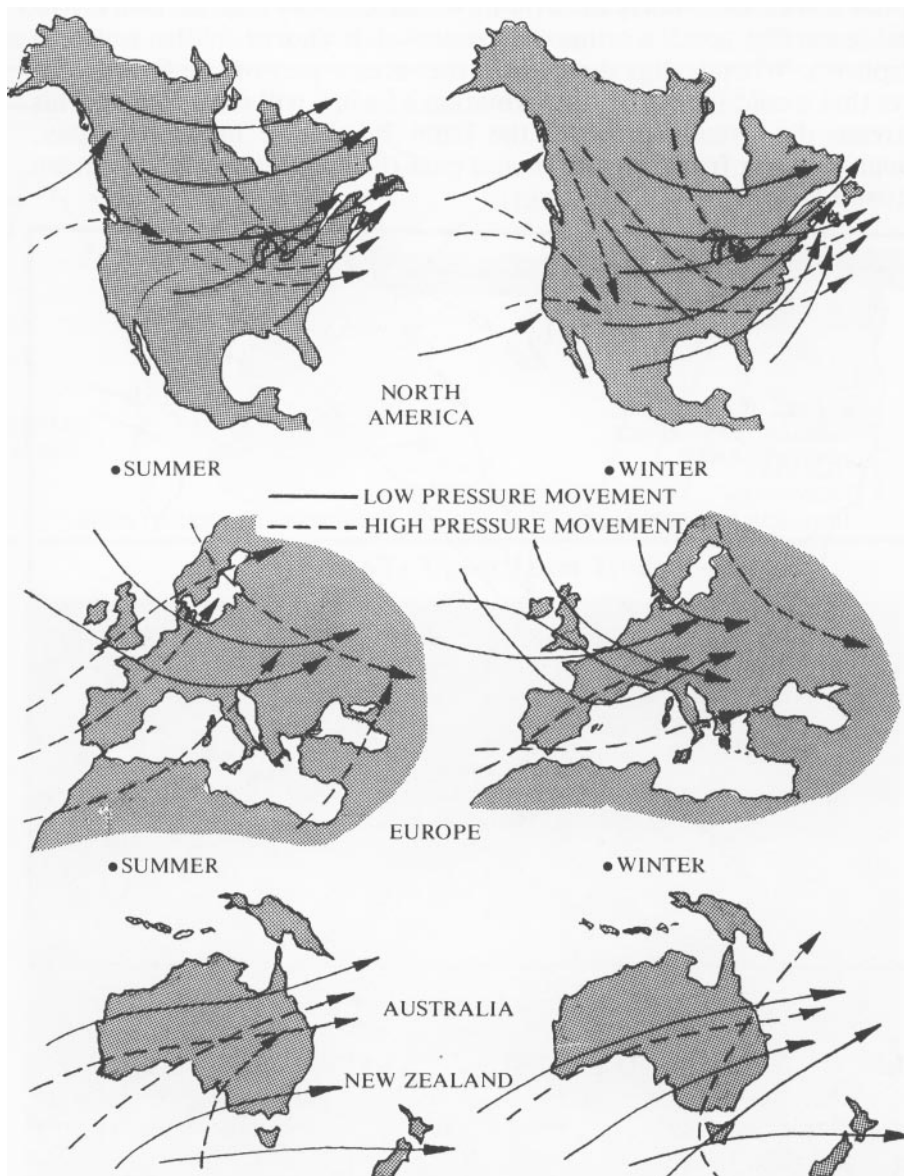 NORTH
AMERICA
• SUMMER
• WINTER
LOW PRESSURE MOVEMENT
HIGH PRESSURE MOVEMENT
EUROPE
• SUMMER
• WINTER
AUSTRALIA
NEW ZEALAND